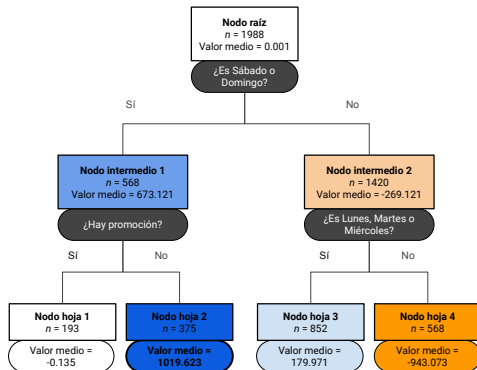 Nodo raíz
n = 1988
Valor medio = 0.001
¿Es Sábado o
Domingo?
Sí
No
Nodo intermedio 1
n = 568
Valor medio = 673.121
Nodo intermedio 2
n = 1420
Valor medio = -269.121
¿Hay promoción?
¿Es Lunes, Martes o
Miércoles?
Sí
No
Sí
No
Nodo hoja 1
n = 193
Valor medio =
-0.135
Nodo hoja 2
n = 375
Valor medio =
1019.623
Nodo hoja 3
n = 852
Valor medio =
179.971
Nodo hoja 4
n = 568
Valor medio =
-943.073